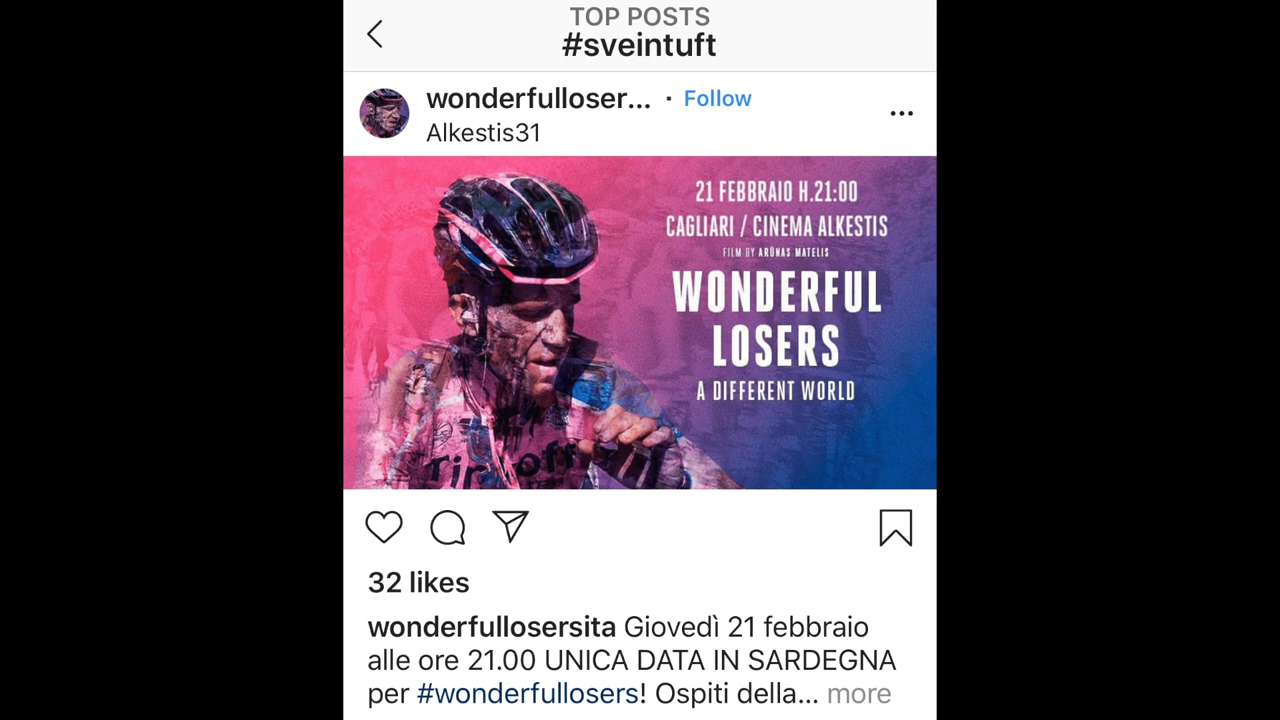 TOP POSTS
#sveintuft
wonderfulloser... · Follow
Alkestis31
21 FEBBRAIO H.21:00
CAGLIARI / CINEMA ALKESTIS
FILM BY ARŪNAS MATELIS
WONDERFUL
LOSERS
A DIFFERENT WORLD
32 likes
wonderfullosersita Giovedì 21 febbraio
alle ore 21.00 UNICA DATA IN SARDEGNA
per #wonderfullosers! Ospiti della... more